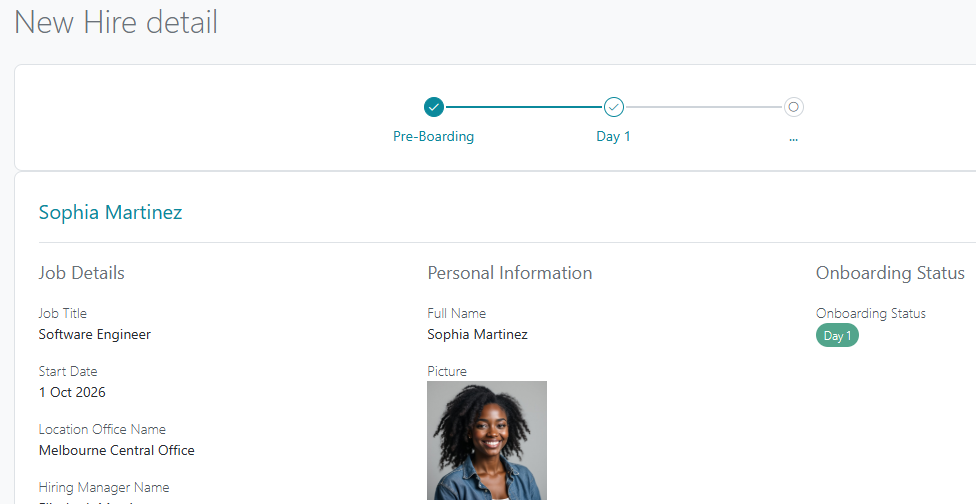 New Hire detail
Pre-Boarding
Day 1
...
Sophia Martinez
Job Details
Job Title
Software Engineer
Start Date
1 Oct 2026
Location Office Name
Melbourne Central Office
Hiring Manager Name
Personal Information
Full Name
Sophia Martinez
Picture
Onboarding Status
Onboarding Status
Day 1